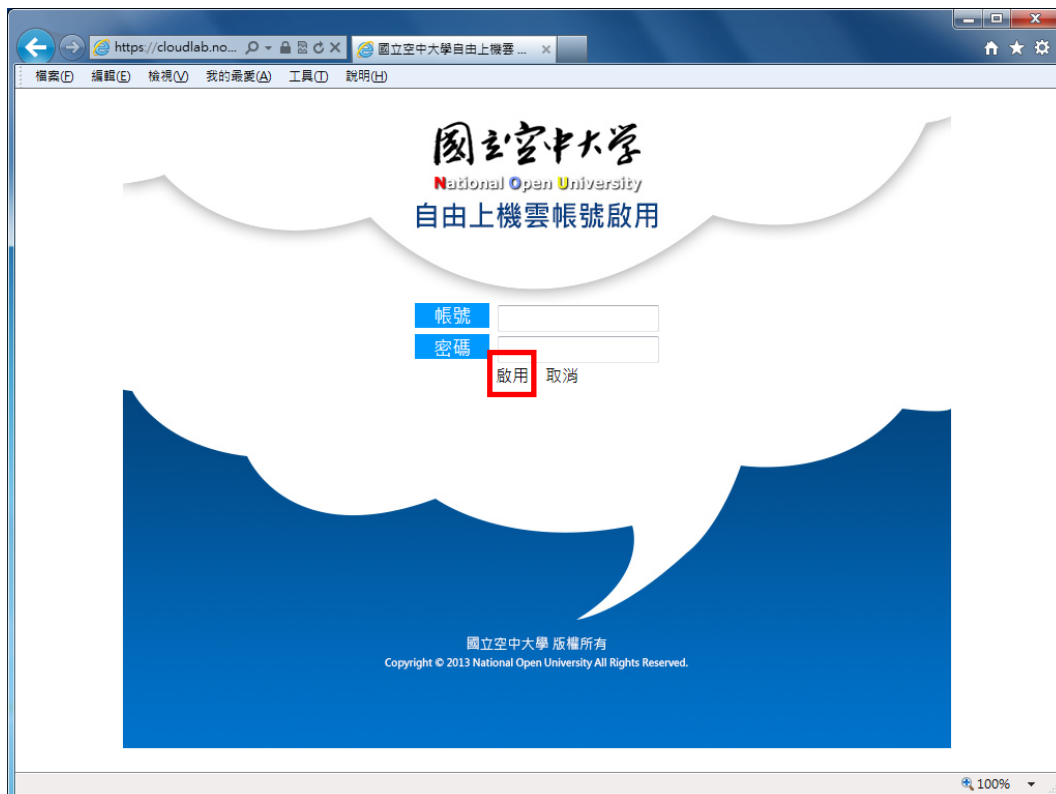 https://cloudlab.no...
國立空中大學自由上機雲 ...
檔案(F) 編輯(E) 檢視(V) 我的最愛(A) 工具(T) 說明(H)
國立空中大学
National Open University
自由上機雲帳號啟用
帳號
密碼
啟用 取消
國立空中大學 版權所有
Copyright © 2013 National Open University All Rights Reserved.
100%